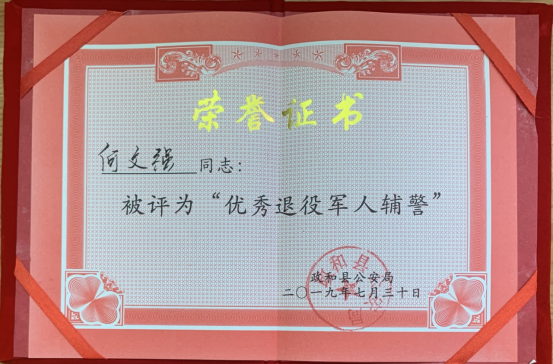 荣誉证书
何文强 同志：
被评为“优秀退役军人辅警”
政和县公安局
二〇一九年七月三十日